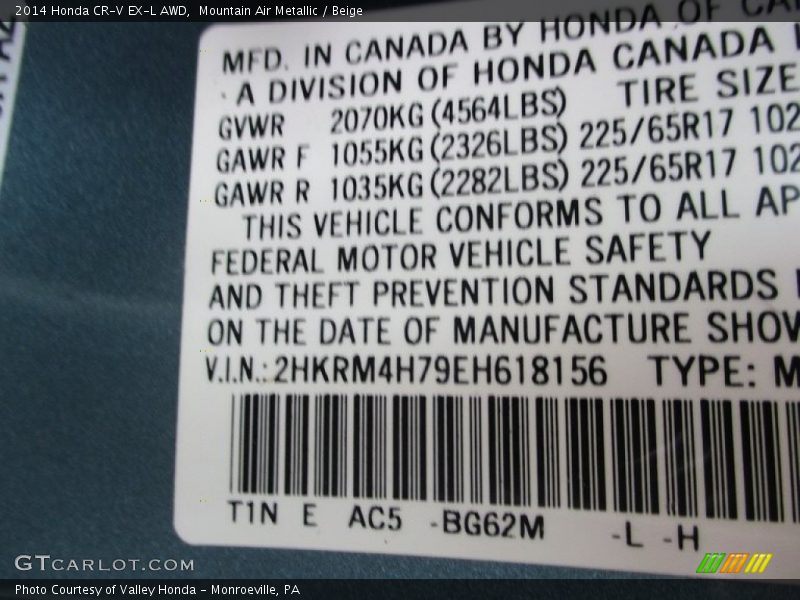 2014 Honda CR-V EX-L AWD,  Mountain Air Metallic / Beige
MFD. IN CANADA BY HONDA OF
A DIVISION OF HONDA CANADA
TIRE SIZE
GVWR 2070KG (4564LBS)
GAWR F 1055KG (2326LBS) 225/65R17 102
GAWR R 1035KG (2282LBS) 225/65R17 102
THIS VEHICLE CONFORMS TO ALL AP
FEDERAL MOTOR VEHICLE SAFETY
AND THEFT PREVENTION STANDARDS
ON THE DATE OF MANUFACTURE SHOW
V.I.N.: 2HKRM4H79EH618156 TYPE: M
T1N E AC5 -BG62M -L -H
GTCARLOT.COM
Photo Courtesy of Valley Honda - Monroeville, PA